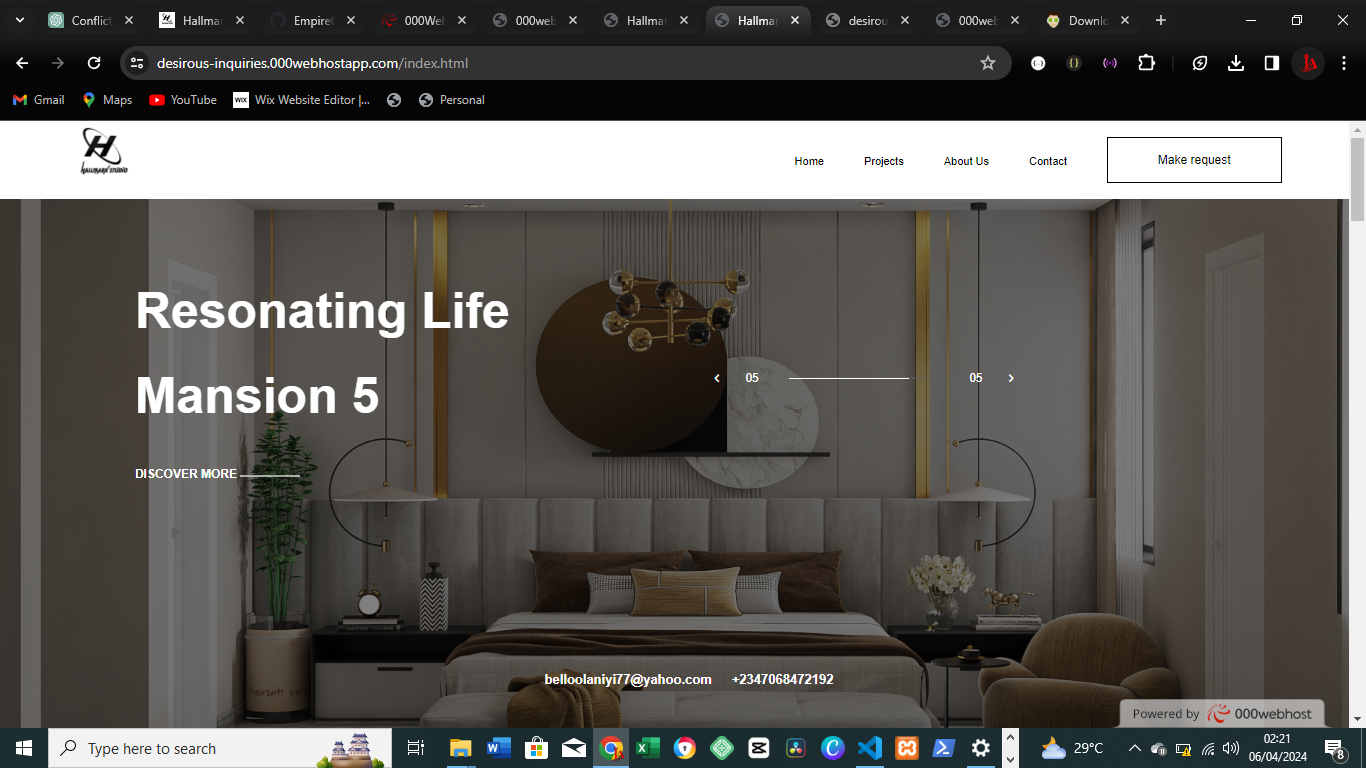 Conflict
Hallmar
Empire
000Wel
000web
Hallmar
Hallmar
desirou
000web
Downlo
desirous-inquiries.000webhostapp.com/index.html
Gmail
Maps
YouTube
Wix Website Editor |...
Personal
HALLMARK STUDIO
Home
Projects
About Us
Contact
Make request
Resonating Life
Mansion 5
05
05
DISCOVER MORE
belloolaniyi77@yahoo.com
+2347068472192
Powered by 000webhost
Type here to search
29°C
02:21
06/04/2024
8